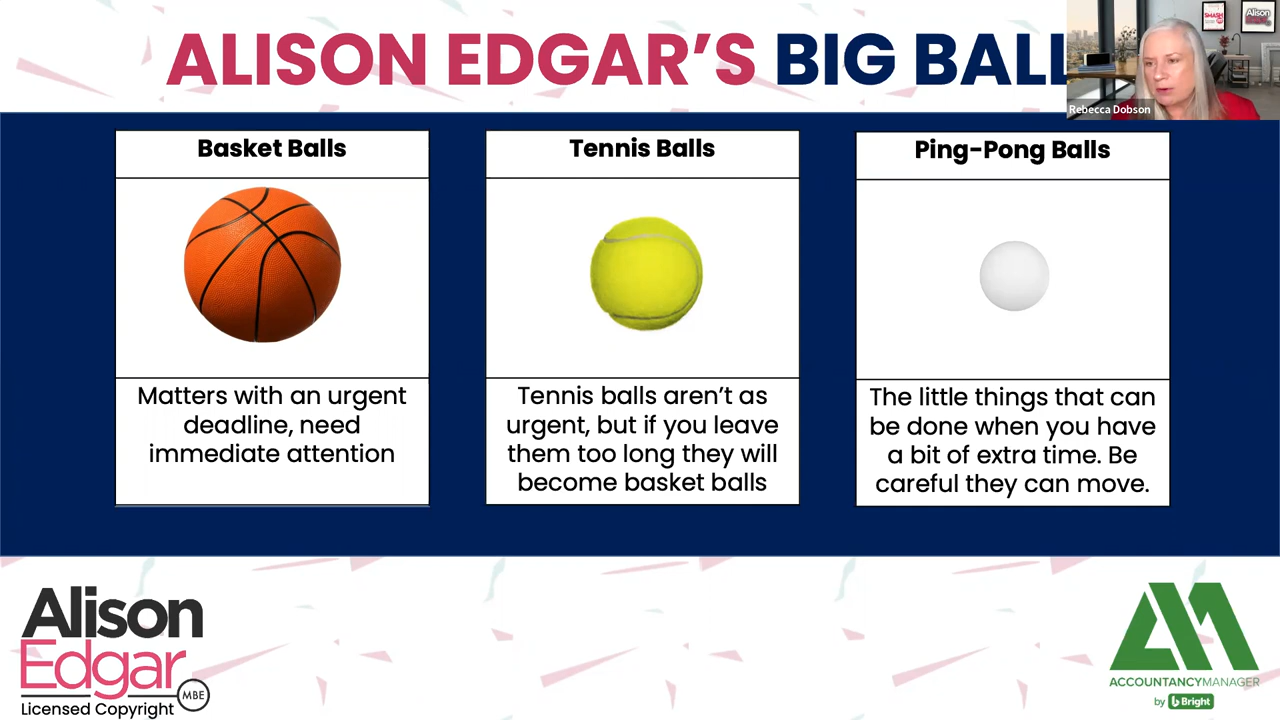 ALISON EDGAR’S BIG BALL
SMASH
Alison
Rebecca Dobson
Basket Balls
Tennis Balls
Ping-Pong Balls
Matters with an urgent
deadline, need
immediate attention
Tennis balls aren’t as
urgent, but if you leave
them too long they will
become basket balls
The little things that can
be done when you have
a bit of extra time. Be
careful they can move.
Alison
Edgar
MBE
Licensed Copyright
AM
ACCOUNTANCYMANAGER
by b Bright